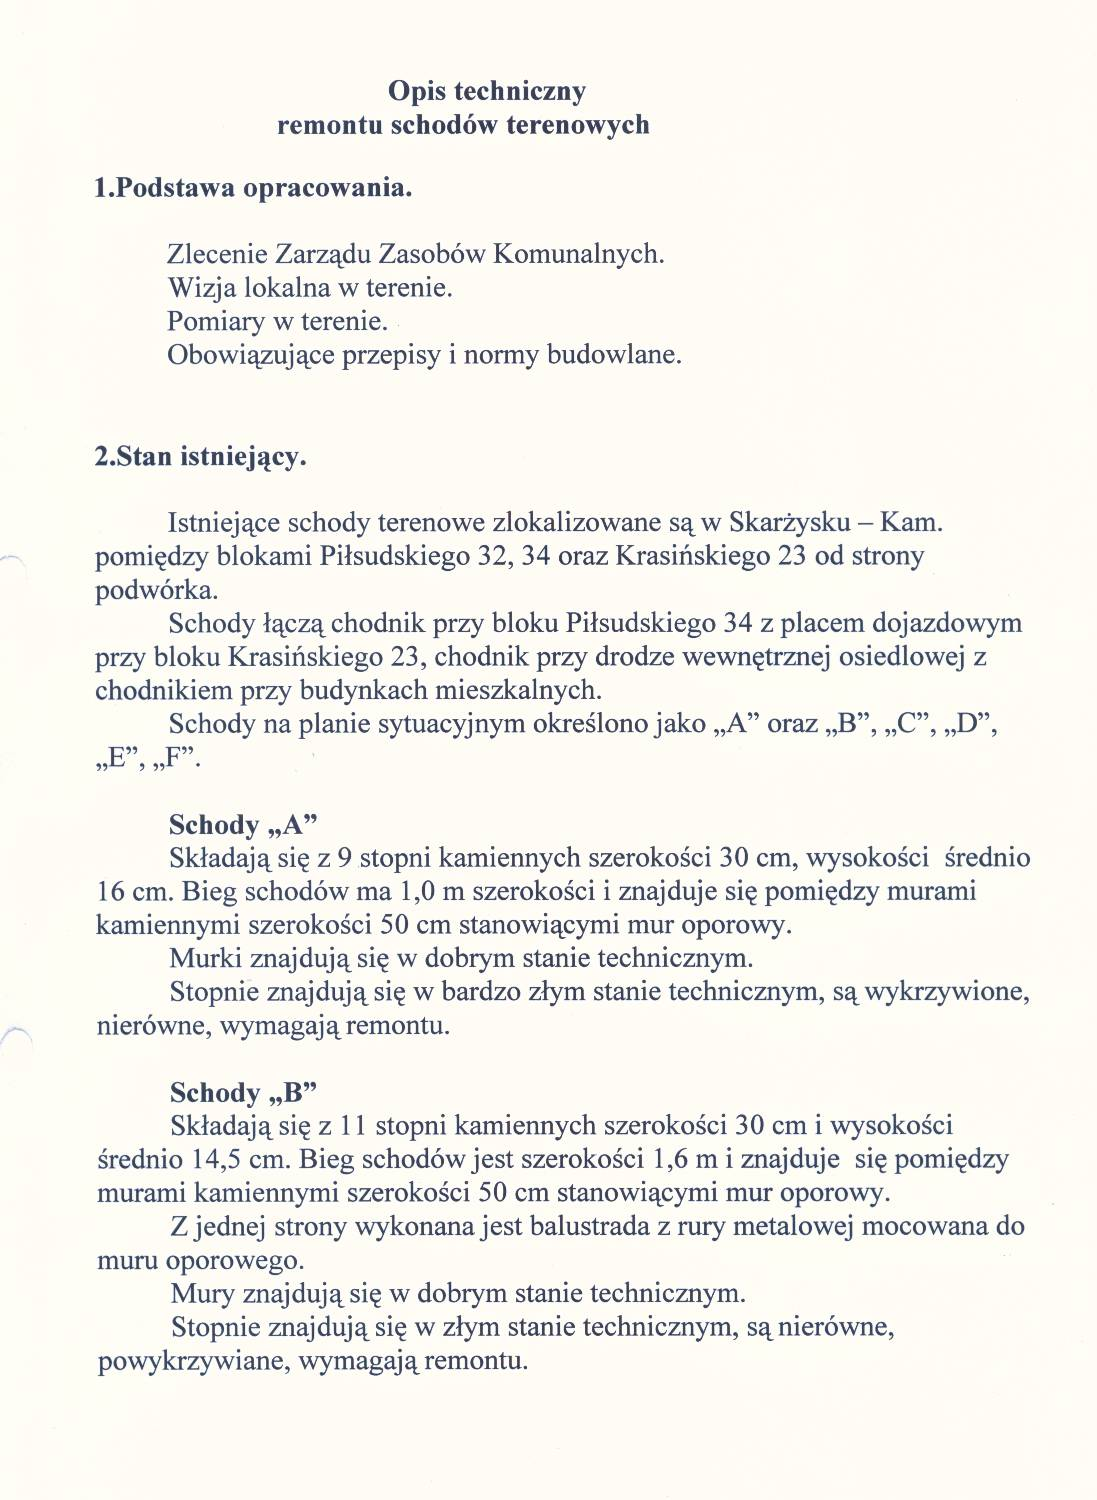 Opis techniczny
remontu schodów terenowych
1.Podstawa opracowania.
Zlecenie Zarządu Zasobów Komunalnych.
Wizja lokalna w terenie.
Pomiary w terenie.
Obowiązujące przepisy i normy budowlane.
2.Stan istniejący.
Istniejące schody terenowe zlokalizowane są w Skarżysku – Kam.
pomiędzy blokami Piłsudskiego 32, 34 oraz Krasińskiego 23 od strony
podwórka.
Schody łączą chodnik przy bloku Piłsudskiego 34 z placem dojazdowym
przy bloku Krasińskiego 23, chodnik przy drodze wewnętrznej osiedlowej z
chodnikiem przy budynkach mieszkalnych.
Schody na planie sytuacyjnym określono jako „A” oraz „B”, „C”, „D”,
„E”, „F”.
Schody „A”
Składają się z 9 stopni kamiennych szerokości 30 cm, wysokości  średnio
16 cm. Bieg schodów ma 1,0 m szerokości i znajduje się pomiędzy murami
kamiennymi szerokości 50 cm stanowiącymi mur oporowy.
Murki znajdują się w dobrym stanie technicznym.
Stopnie znajdują się w bardzo złym stanie technicznym, są wykrzywione,
nierówne, wymagają remontu.
Schody „B”
Składają się z 11 stopni kamiennych szerokości 30 cm i wysokości
średnio 14,5 cm. Bieg schodów jest szerokości 1,6 m i znajduje  się pomiędzy
murami kamiennymi szerokości 50 cm stanowiącymi mur oporowy.
Z jednej strony wykonana jest balustrada z rury metalowej mocowana do
muru oporowego.
Mury znajdują się w dobrym stanie technicznym.
Stopnie znajdują się w złym stanie technicznym, są nierówne,
powykrzywiane, wymagają remontu.